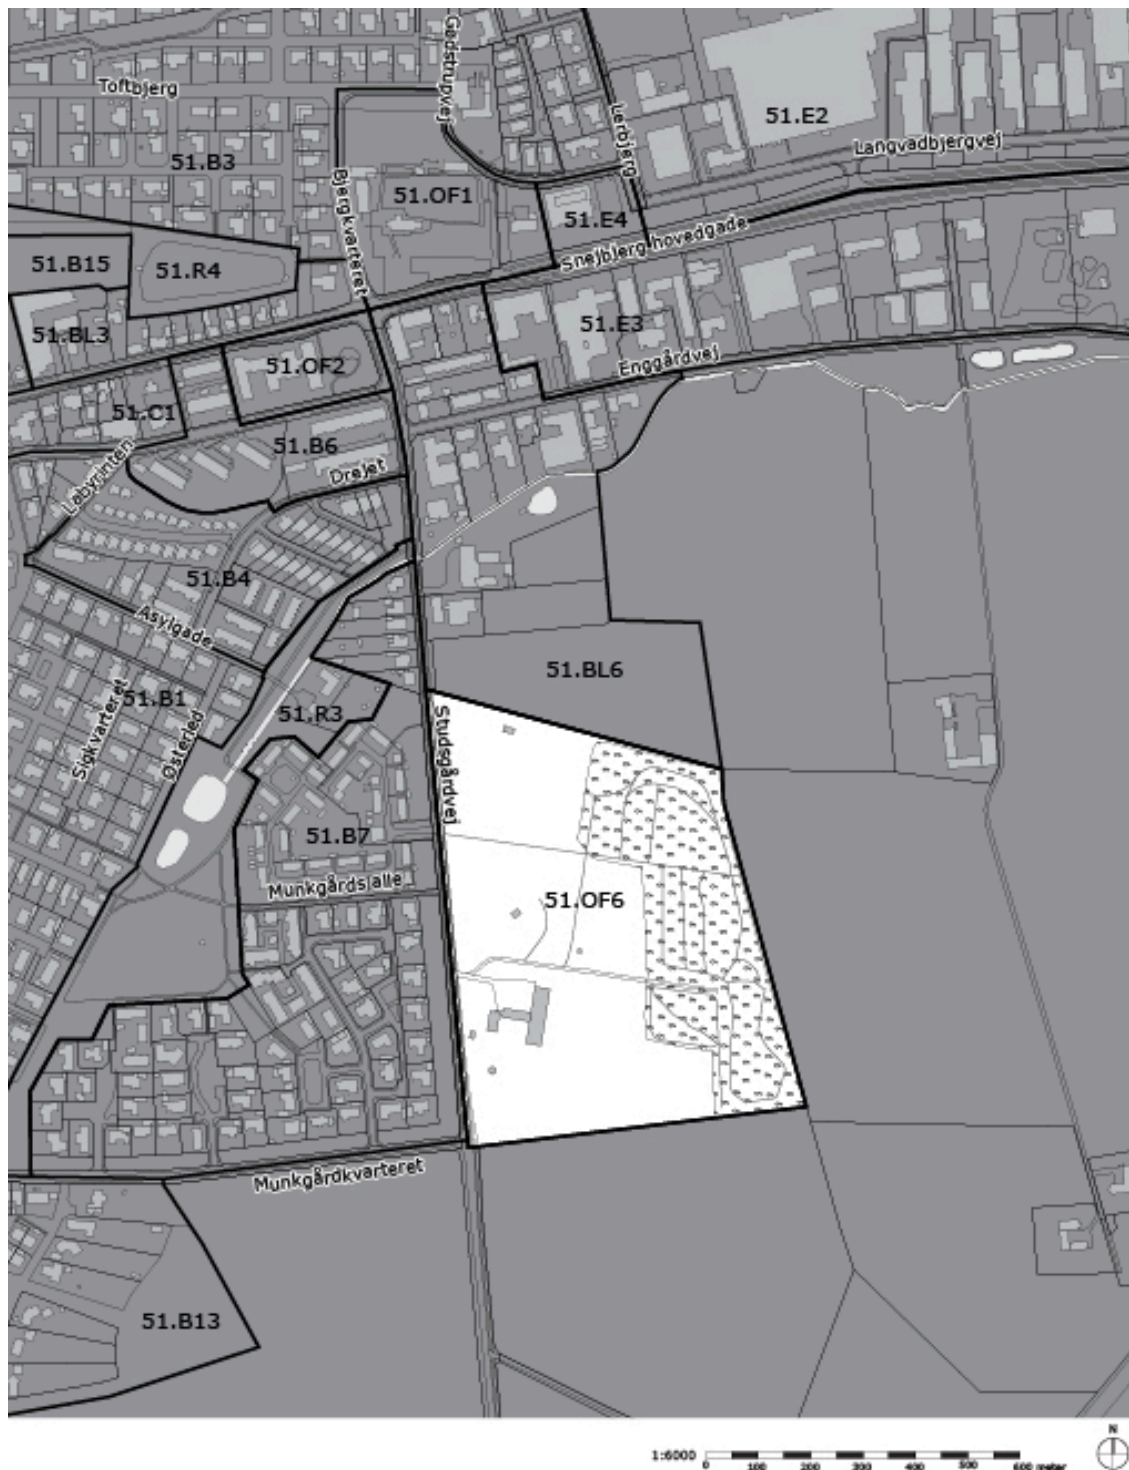 Gødstrupvej
Toftbjerg
51.E2
Lerbjerg
Langvadbjergvej
51.B3
Bjergkvarteret
51.OF1
51.E4
Snejbjerg hovedgade
51.B15
51.R4
51.BL3
51.E3
51.OF2
Enggårdvej
51.C1
51.B6
Labyrinten
Drejet
51.B4
Asylgade
51.BL6
51.B1
Sigkvarteret
Østerled
51.R3
Studsgårdvej
51.B7
Munkgårdsalle
51.OF6
Munkgårdkvarteret
51.B13
N
1:6000
0 100 200 300 400 500 600 meter